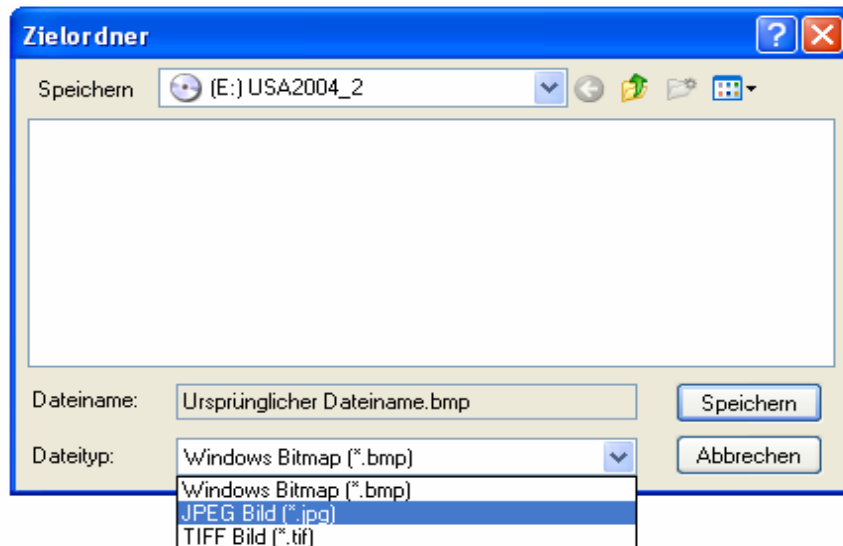 Zielordner
Speichern (E:) USA2004_2
Dateiname: Ursprünglicher Dateiname.bmp Speichern
Dateityp: Windows Bitmap (*.bmp) Abbrechen
Windows Bitmap (*.bmp)
JPEG Bild (*.jpg)
TIFF Bild (*.tif)